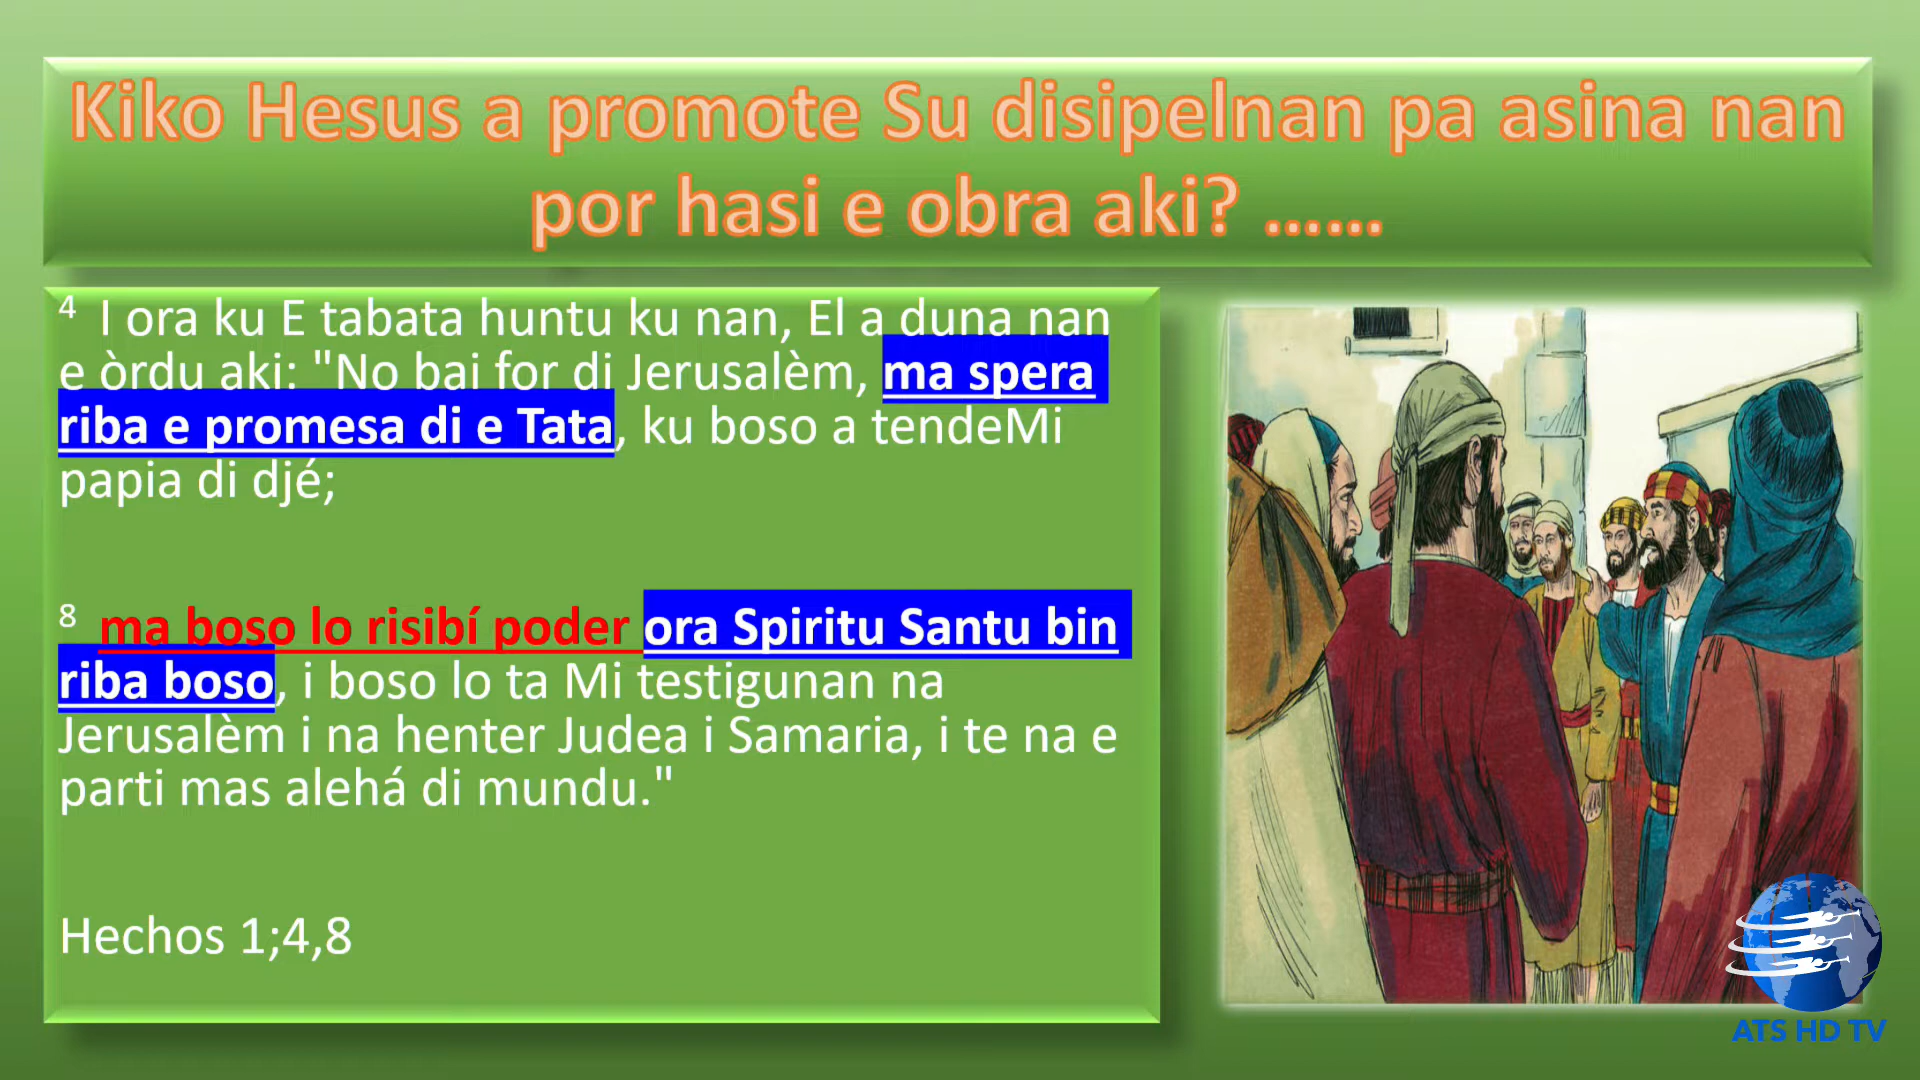 Kiko Hesus a promote Su disipelnan pa asina nan
por hasi e obra aki? ......
4 I ora ku E tabata huntu ku nan, El a duna nan
e òrdu aki: "No bai for di Jerusalèm, ma spera
riba e promesa di e Tata, ku boso a tendeMi
papia di djé;
8 ma boso lo risibí poder ora Spiritu Santu bin
riba boso, i boso lo ta Mi testigunan na
Jerusalèm i na henter Judea i Samaria, i te na e
parti mas alehá di mundu."
Hechos 1;4,8
ATS HD TV